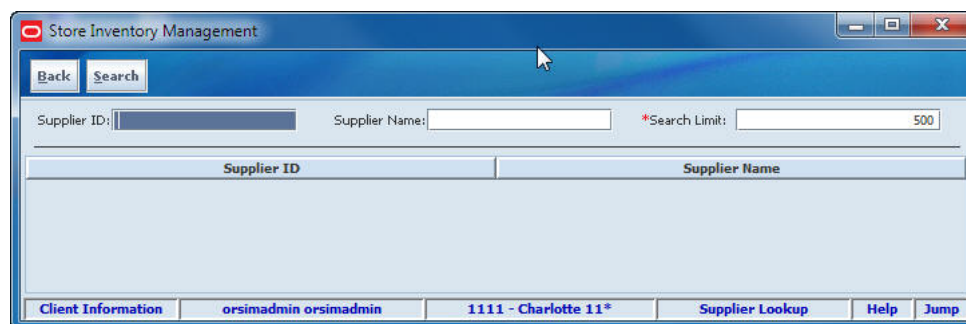 Store Inventory Management
Back Search
Supplier ID: Supplier Name: *Search Limit: 500
Supplier ID Supplier Name
Client Information orsimadmin orsimadmin 1111 - Charlotte 11* Supplier Lookup Help Jump